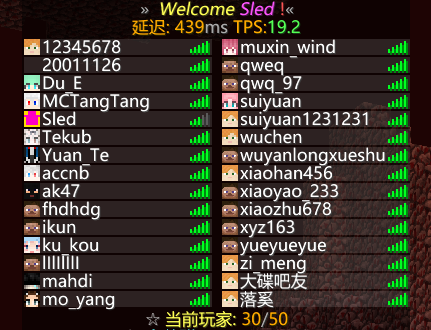 » Welcome Sled !«
延迟: 439ms TPS:19.2
12345678
20011126
Du_E
MCTangTang
Sled
Tekub
Yuan_Te
accnb
ak47
fhdhdg
ikun
ku_kou
mahdi
mo_yang
muxin_wind
qweq
qwq_97
suiyuan
suiyuan1231231
wuchen
wuyanlongxueshu
xiaohan456
xiaoyao_233
xiaozhu678
xyz163
yueyueyue
zi_meng
大碟吧友
落奚
☆ 当前玩家: 30/50